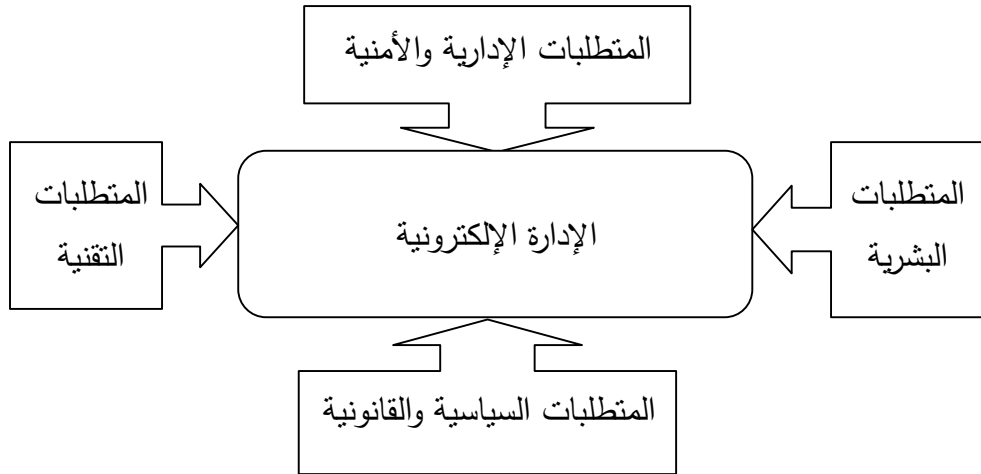 المتطلبات الإدارية والأمنية
المتطلبات
البشرية
الإدارة الإلكترونية
المتطلبات
التقنية
المتطلبات السياسية والقانونية